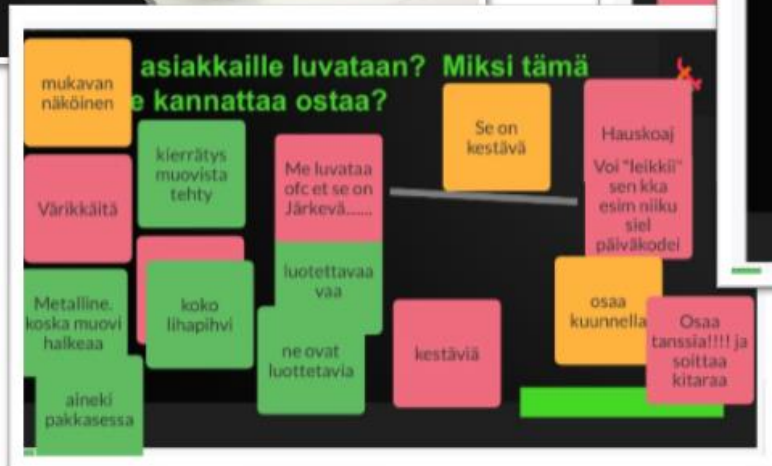 asiakkaille luvataan? Miksi tämä
e kannattaa ostaa?
mukavan
näköinen
kierrätys
muovista
tehty
Me luvataa
ofc et se on
Järkevä......
Se on
kestävä
Hauskoaj
Voi "leikkii"
sen kka
esim niiku
siel
päiväkodei
Värikkäitä
luotettavaa
vaa
Metalline.
koska muovi
halkeaa
koko
lihapihvi
ne ovat
luottetavia
kestäviä
osaa
kuunnella
Osaa
tanssia!!!! ja
soittaa
kitaraa
aineki
pakkasessa